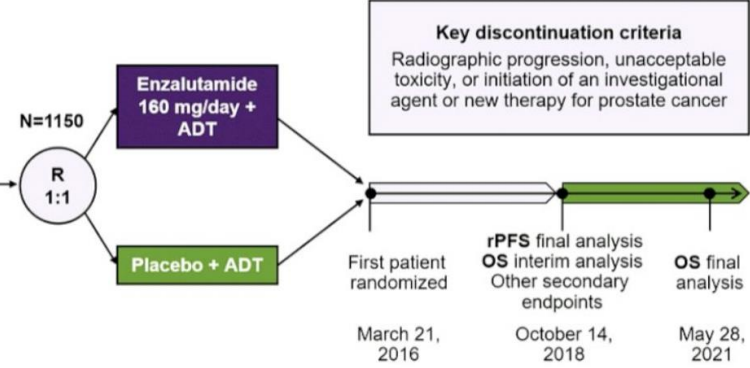 Key discontinuation criteria
Radiographic progression, unacceptable
toxicity, or initiation of an investigational
agent or new therapy for prostate cancer
Enzalutamide
160 mg/day +
ADT
N=1150
R
1:1
Placebo + ADT
First patient
randomized
March 21,
2016
rPFS final analysis
OS interim analysis
Other secondary
endpoints
October 14,
2018
OS final
analysis
May 28,
2021